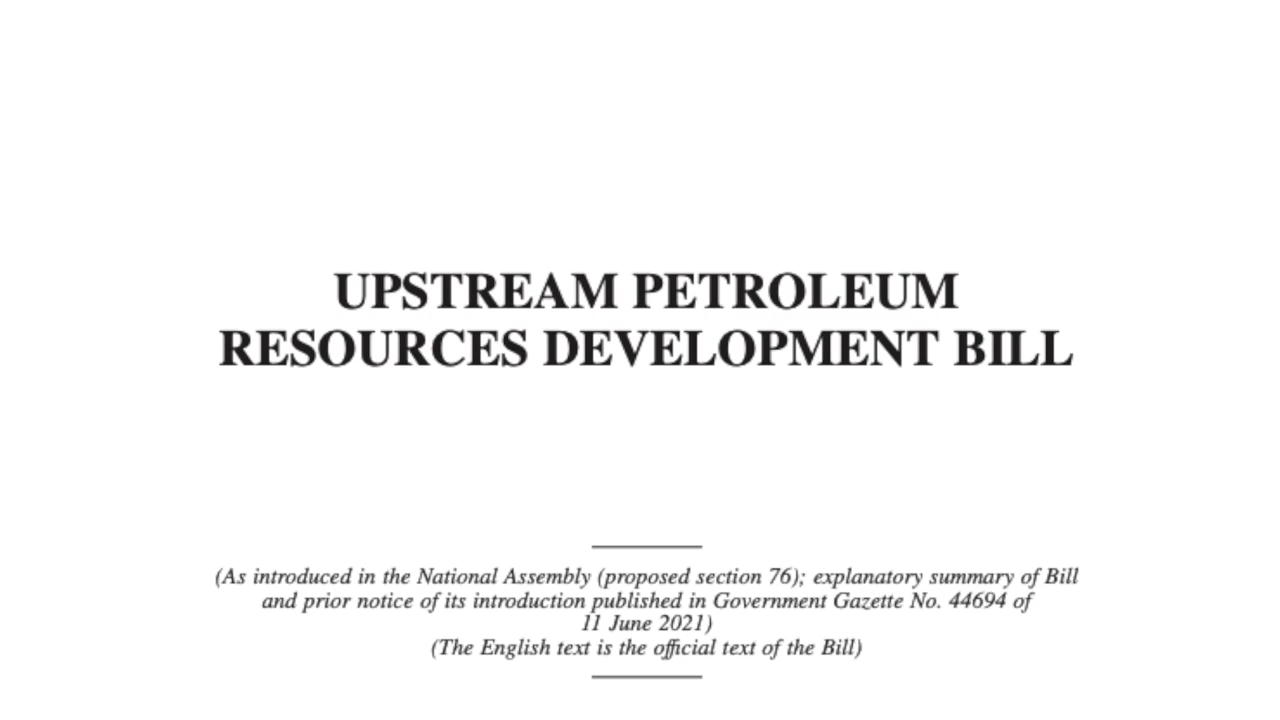 UPSTREAM PETROLEUM
RESOURCES DEVELOPMENT BILL
(As introduced in the National Assembly (proposed section 76); explanatory summary of Bill
and prior notice of its introduction published in Government Gazette No. 44694 of
11 June 2021)
(The English text is the official text of the Bill)